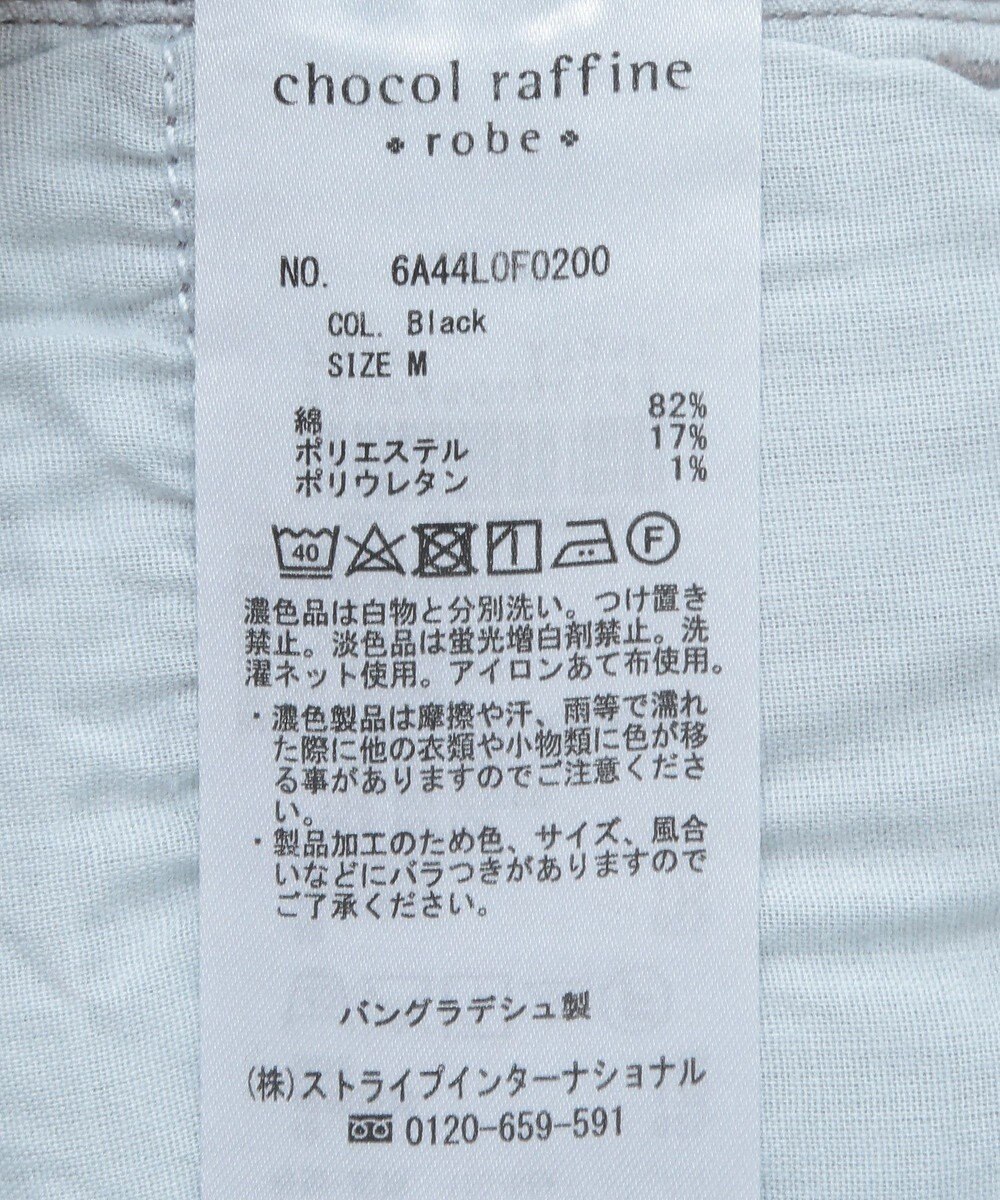 chocol raffine
robe
NO. 6A44L0F0200
COL. Black
SIZE M
綿 82%
ポリエステル 17%
ポリウレタン 1%
40 F
濃色品は白物と分別洗い。つけ置き
禁止。淡色品は蛍光増白剤禁止。洗
濯ネット使用。アイロンあて布使用。
・濃色製品は摩擦や汗、雨等で濡れ
た際に他の衣類や小物類に色が移
る事がありますのでご注意くださ
い。
・製品加工のため色、サイズ、風合
いなどにバラつきがありますので
ご了承ください。
バングラデシュ製
(株)ストライプインターナショナル
0120-659-591